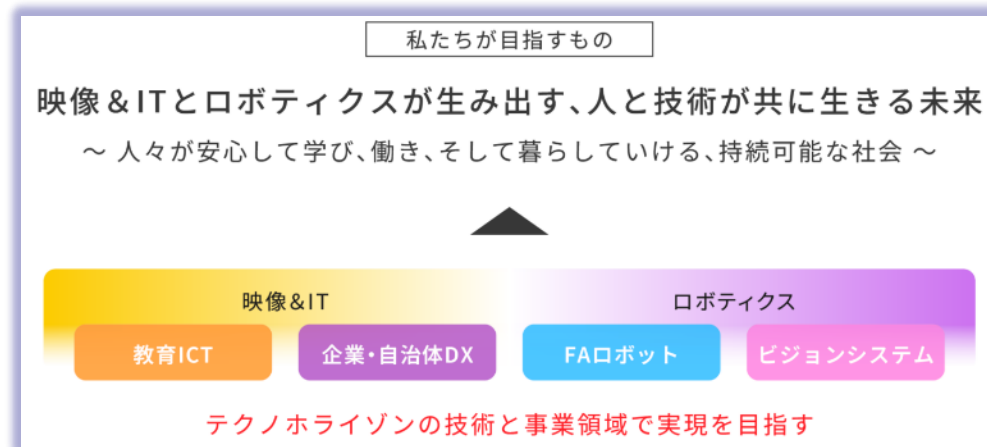 私たちが目指すもの
映像&ITとロボティクスが生み出す、人と技術が共に生きる未来
～ 人々が安心して学び、働き、そして暮らしていける、持続可能な社会 ～
映像&IT
ロボティクス
教育ICT
企業・自治体DX
FAロボット
ビジョンシステム
テクノホライゾンの技術と事業領域で実現を目指す